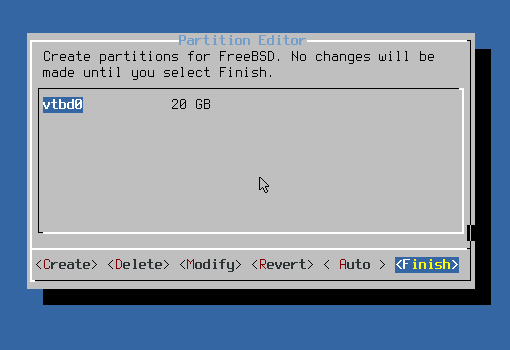 Partition Editor
Create partitions for FreeBSD. No changes will be
made until you select Finish.
vtbd0 20 GB
<Create> <Delete> <Modify> <Revert> < Auto > <Finish>